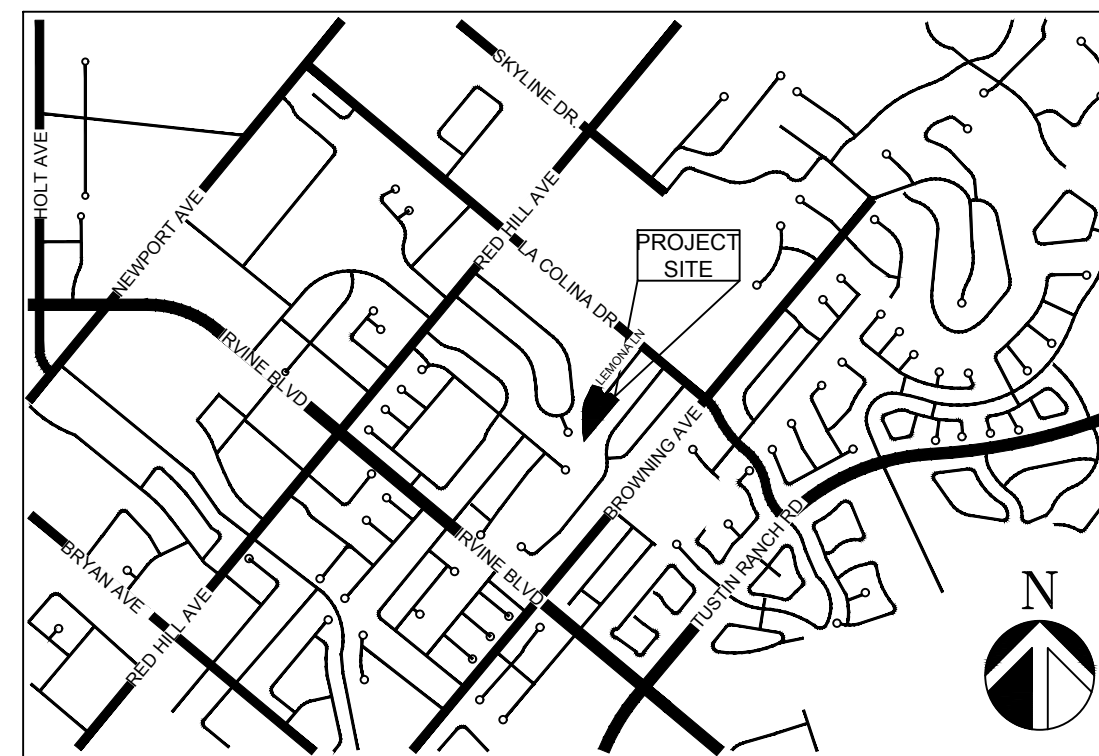 SKYLINE DR.
HOLT AVE
NEWPORT AVE
RED HILL AVE
LA COLINA DR
PROJECT
SITE
LEMONA LN
IRVINE BLVD
BROWNING AVE
IRVINE BLVD
TUSTIN RANCH RD
BRYAN AVE
RED HILL AVE
N